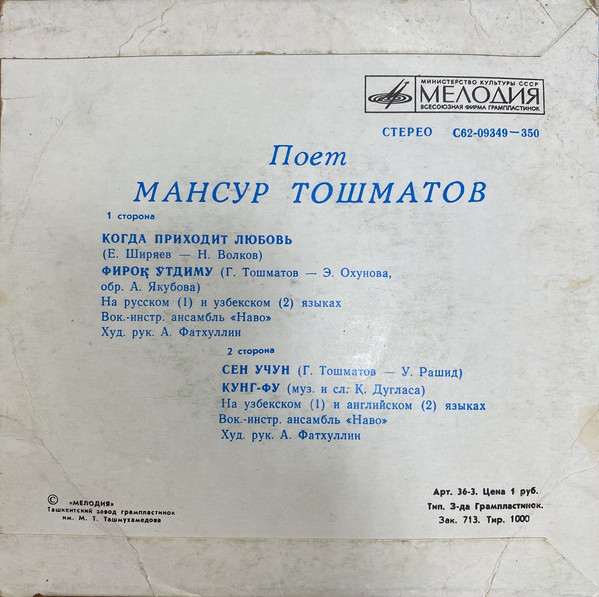 МИНИСТЕРСТВО КУЛЬТУРЫ СССР
МЕЛОДИЯ
ВСЕСОЮЗНАЯ ФИРМА ГРАМПЛАСТИНОК
СТЕРЕО С62-09349—350
Поет
МАНСУР ТОШМАТОВ
1 сторона
КОГДА ПРИХОДИТ ЛЮБОВЬ
(Е. Ширяев — Н. Волков)
ФИРОҚ ЎТДИМУ (Г. Тошматов — Э. Охунова,
обр. А. Якубова)
На русском (1) и узбекском (2) языках
Вок.-инстр. ансамбль «Наво»
Худ. рук. А. Фатхуллин
2 сторона
СЕН УЧУН (Г. Тошматов — У. Рашид)
КУНГ-ФУ (муз. и сл. Қ. Дугласа)
На узбекском (1) и английском (2) языках
Вок.-инстр. ансамбль «Наво»
Худ. рук. А. Фатхуллин
© «МЕЛОДИЯ»
Ташкентский завод грампластинок
им. М. Т. Ташмухамедова
Арт. 36-3. Цена 1 руб.
Тип. З-да Грампластинок.
Зак. 713. Тир. 1000